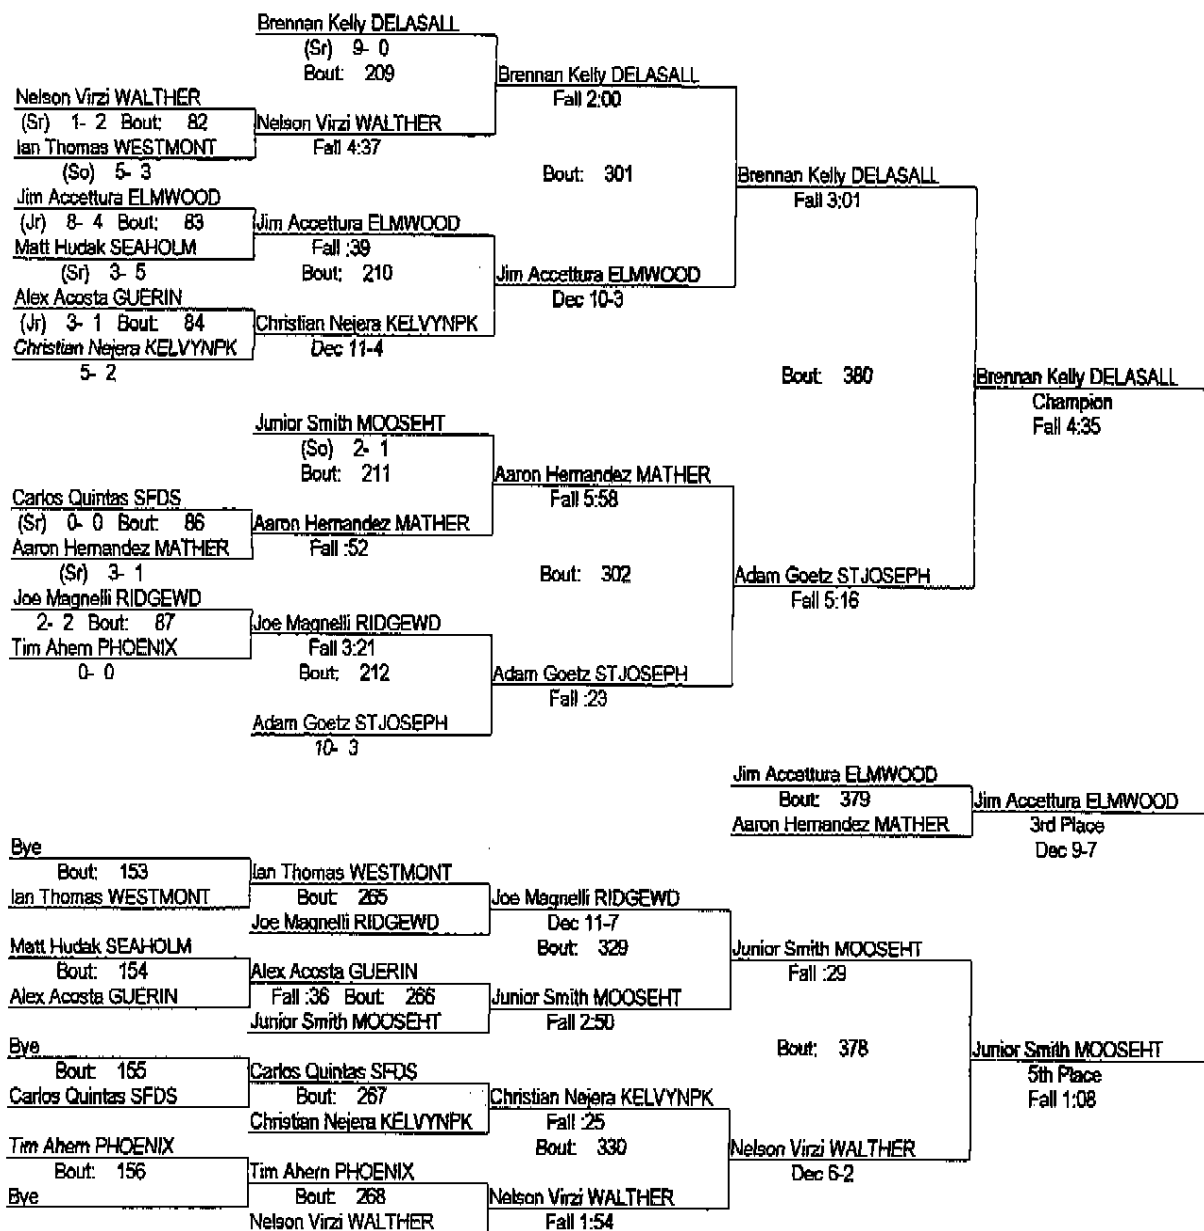 Brennan Kelly DELASALL
(Sr) 9- 0
Bout: 209
Brennan Kelly DELASALL
Fall 2:00
Nelson Virzi WALTHER
(Sr) 1- 2 Bout: 82
Nelson Virzi WALTHER
Ian Thomas WESTMONT
Fall 4:37
(So) 5- 3
Bout: 301
Brennan Kelly DELASALL
Fall 3:01
Jim Accettura ELMWOOD
(Jr) 8- 4 Bout: 83
Jim Accettura ELMWOOD
Matt Hudak SEAHOLM
Fall :39
(Sr) 3- 5
Bout: 210
Jim Accettura ELMWOOD
Dec 10-3
Alex Acosta GUERIN
(Jr) 3- 1 Bout: 84
Christian Nejera KELVYNPK
Christian Nejera KELVYNPK
Dec 11-4
5- 2
Bout: 380
Brennan Kelly DELASALL
Champion
Fall 4:35
Junior Smith MOOSEHT
(So) 2- 1
Bout: 211
Aaron Hernandez MATHER
Fall 5:58
Carlos Quintas SFDS
(Sr) 0- 0 Bout: 86
Aaron Hernandez MATHER
Aaron Hernandez MATHER
Fall :52
(Sr) 3- 1
Bout: 302
Adam Goetz STJOSEPH
Fall 5:16
Joe Magnelli RIDGEWD
2- 2 Bout: 87
Joe Magnelli RIDGEWD
Tim Ahern PHOENIX
Fall 3:21
0- 0
Bout: 212
Adam Goetz STJOSEPH
Fall :23
Adam Goetz STJOSEPH
10- 3
Jim Accettura ELMWOOD
Bout: 379
Jim Accettura ELMWOOD
Aaron Hernandez MATHER
3rd Place
Dec 9-7
Bye
Bout: 153
Ian Thomas WESTMONT
Ian Thomas WESTMONT
Bout: 265
Joe Magnelli RIDGEWD
Joe Magnelli RIDGEWD
Dec 11-7
Bout: 329
Junior Smith MOOSEHT
Fall :29
Matt Hudak SEAHOLM
Bout: 154
Alex Acosta GUERIN
Alex Acosta GUERIN
Fall :36 Bout: 266
Junior Smith MOOSEHT
Junior Smith MOOSEHT
Fall 2:50
Bout: 378
Junior Smith MOOSEHT
5th Place
Fall 1:08
Bye
Bout: 155
Carlos Quintas SFDS
Carlos Quintas SFDS
Bout: 267
Christian Nejera KELVYNPK
Christian Nejera KELVYNPK
Fall :25
Bout: 330
Nelson Virzi WALTHER
Dec 6-2
Tim Ahern PHOENIX
Bout: 156
Tim Ahern PHOENIX
Bye
Bout: 268
Nelson Virzi WALTHER
Nelson Virzi WALTHER
Fall 1:54